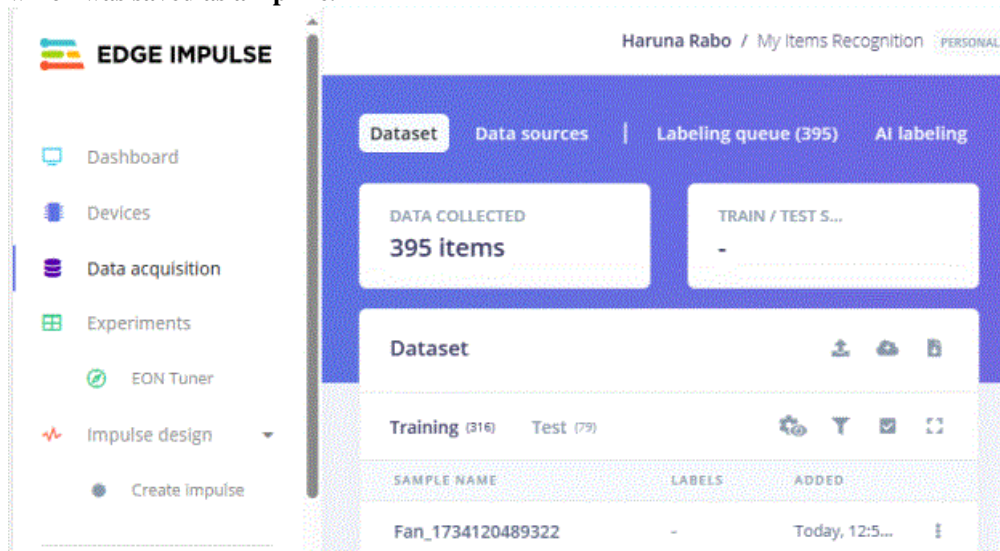 EDGE IMPULSE
Haruna Rabo / My Items Recognition PERSONAL
Dataset Data sources | Labeling queue (395) AI labeling
Dashboard
Devices
Data acquisition
Experiments
EON Tuner
Impulse design
Create impulse
DATA COLLECTED
395 items
TRAIN / TEST S...
-
Dataset
Training (316) Test (79)
SAMPLE NAME LABELS ADDED
Fan_1734120489322 - Today, 12:5...